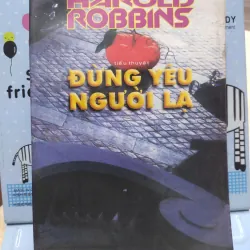 HAROLD
ROBBINS
TIỂU THUYẾT
ĐỪNG YÊU
NGƯỜI LẠ